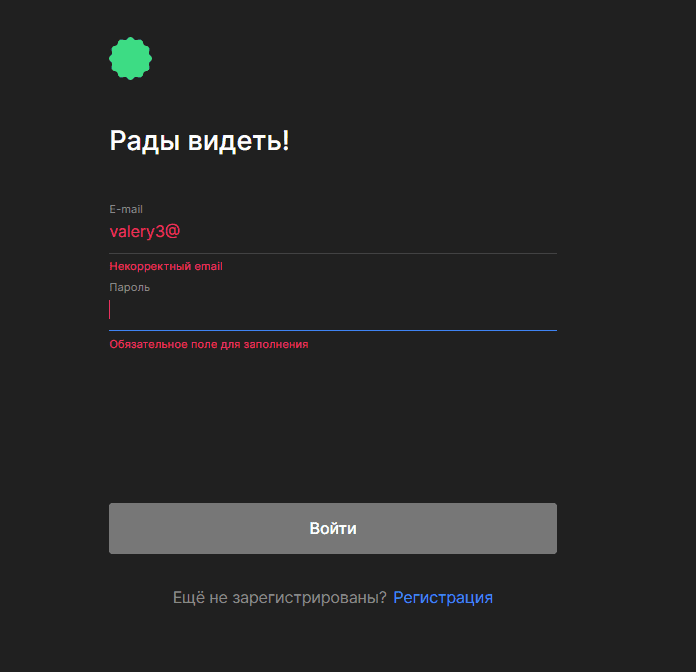 Рады видеть!
E-mail
valery3@
Некорректный email
Пароль
Обязательное поле для заполнения
Войти
Ещё не зарегистрированы? Регистрация